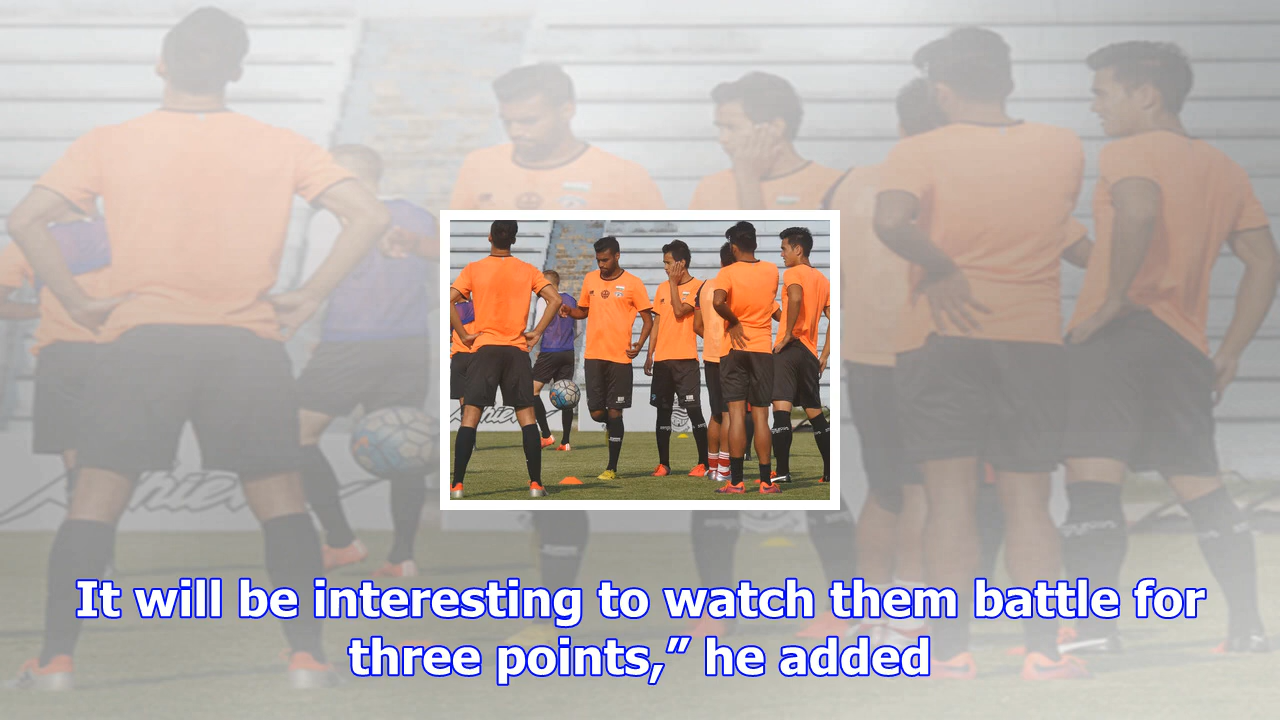 It will be interesting to watch them battle for
three points,” he added